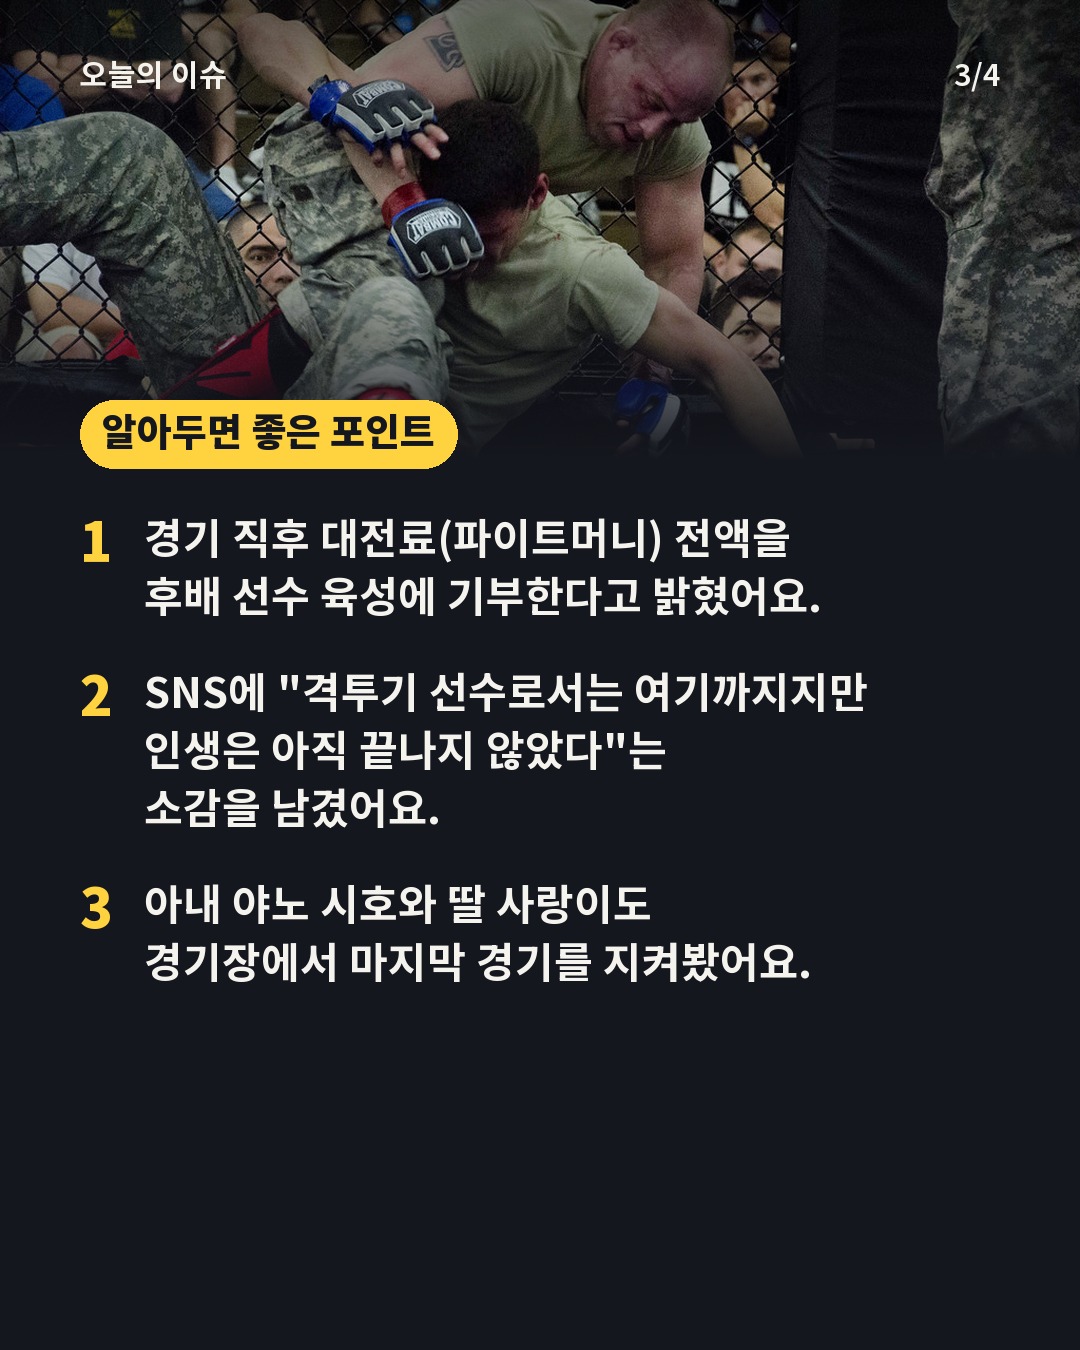 오늘의 이슈
3/4
COMBAT
COMBAT
알아두면 좋은 포인트
1 경기 직후 대전료(파이트머니) 전액을
후배 선수 육성에 기부한다고 밝혔어요.
2 SNS에 "격투기 선수로서는 여기까지지만
인생은 아직 끝나지 않았다"는
소감을 남겼어요.
3 아내 야노 시호와 딸 사랑이도
경기장에서 마지막 경기를 지켜봤어요.